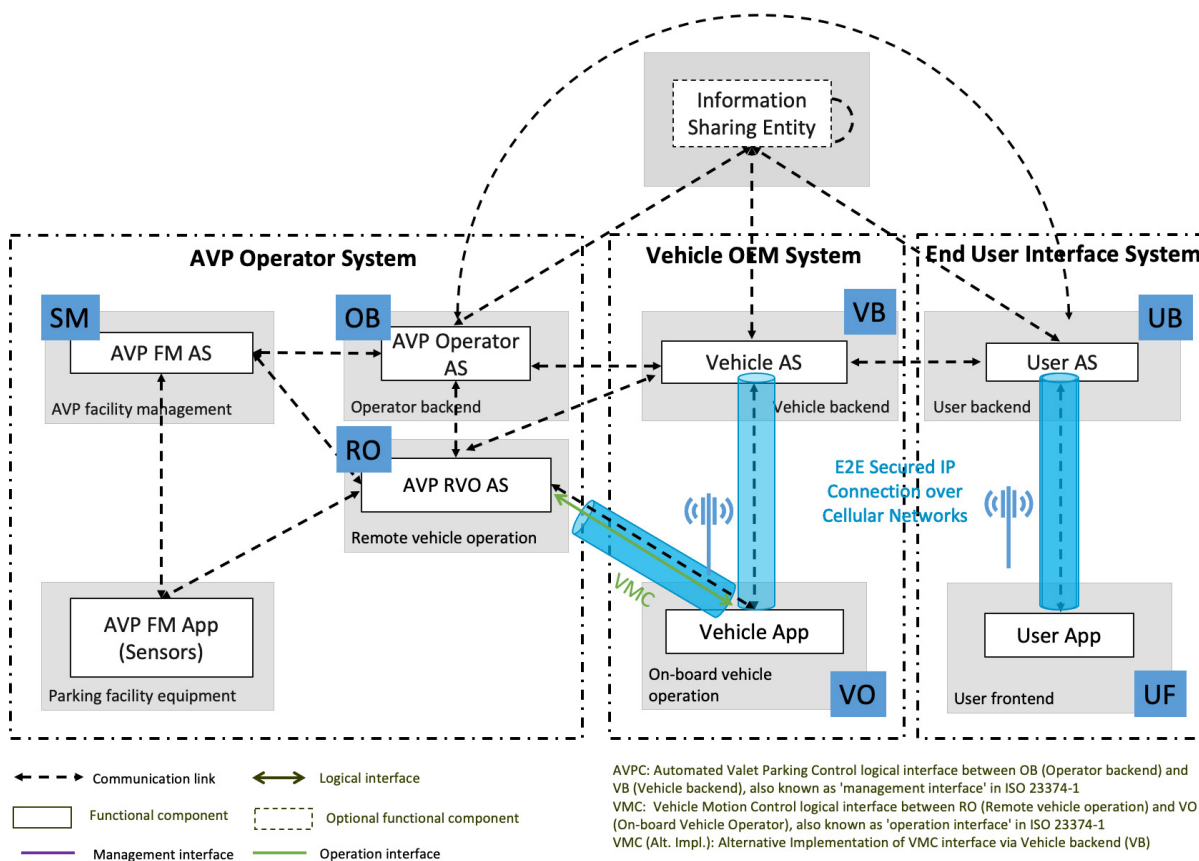 Information
Sharing Entity
AVP Operator System
Vehicle OEM System
End User Interface System
SM
OB
VB
UB
AVP FM AS
AVP Operator
AS
Vehicle AS
User AS
AVP facility management
Operator backend
Vehicle backend
User backend
RO
AVP RVO AS
Remote vehicle operation
E2E Secured IP
Connection over
Cellular Networks
VMC
AVP FM App
(Sensors)
Parking facility equipment
Vehicle App
On-board vehicle
operation
VO
User App
User frontend
UF
Communication link
Logical interface
Functional component
Optional functional component
Management interface
Operation interface
AVPC: Automated Valet Parking Control logical interface between OB (Operator backend) and
VB (Vehicle backend), also known as 'management interface' in ISO 23374-1
VMC: Vehicle Motion Control logical interface between RO (Remote vehicle operation) and VO
(On-board Vehicle Operator), also known as 'operation interface' in ISO 23374-1
VMC (Alt. Impl.): Alternative Implementation of VMC interface via Vehicle backend (VB)